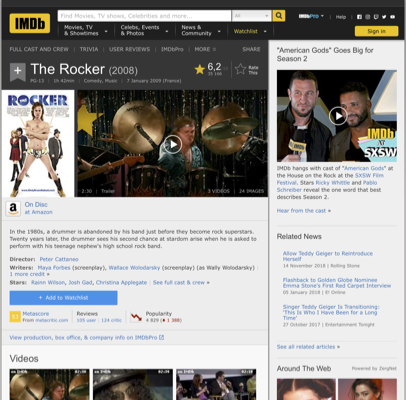 IMDb
Find Movies, TV shows, Celebrities and more...
All
IMDbPro
Help
Movies, TV & Showtimes
Celebs, Events & Photos
News & Community
Watchlist
Sign in
FULL CAST AND CREW | TRIVIA | USER REVIEWS | IMDbPro | MORE
SHARE
The Rocker (2008)
PG-13 | 1h 42min | Comedy, Music | 7 January 2009 (France)
6,2
Rate This
ROCKER
2:30 | Trailer
3 VIDEOS | 24 IMAGES
a
On Disc
at Amazon
In the 1980s, a drummer is abandoned by his band just before they become rock superstars.
Twenty years later, the drummer sees his second chance at stardom arise when he is asked to
perform with his teenage nephew's high school rock band.
Director: Peter Cattaneo
Writers: Maya Forbes (screenplay), Wallace Wolodarsky (screenplay) (as Wally Wolodarsky) |
1 more credit »
Stars: Rainn Wilson, Josh Gad, Christina Applegate | See full cast & crew »
+ Add to Watchlist
Metascore
From metacritic.com
Reviews
105 user | 124 critic
Popularity
View production, box office, & company info on IMDbPro
Videos
"American Gods" Goes Big for
Season 2
IMDb
at
SXSW
IMDb hangs with cast of "American Gods" at
the House on the Rock at the SXSW Film
Festival. Stars Ricky Whittle and Pablo
Schreiber reveal the one word that best
describes Season 2.
Hear from the cast »
Related News
Allow Teddy Geiger to Reintroduce
Herself
14 November 2018 | Rolling Stone
Flashback to Golden Globe Nominee
Emma Stone's First Red Carpet Interview
05 January 2018 | E! Online
Singer Teddy Geiger Is Transitioning:
'This Is Who I Have Been for a Long
Time'
27 October 2017 | Entertainment Tonight
See all related articles »
Around The Web
Powered by ZergNet